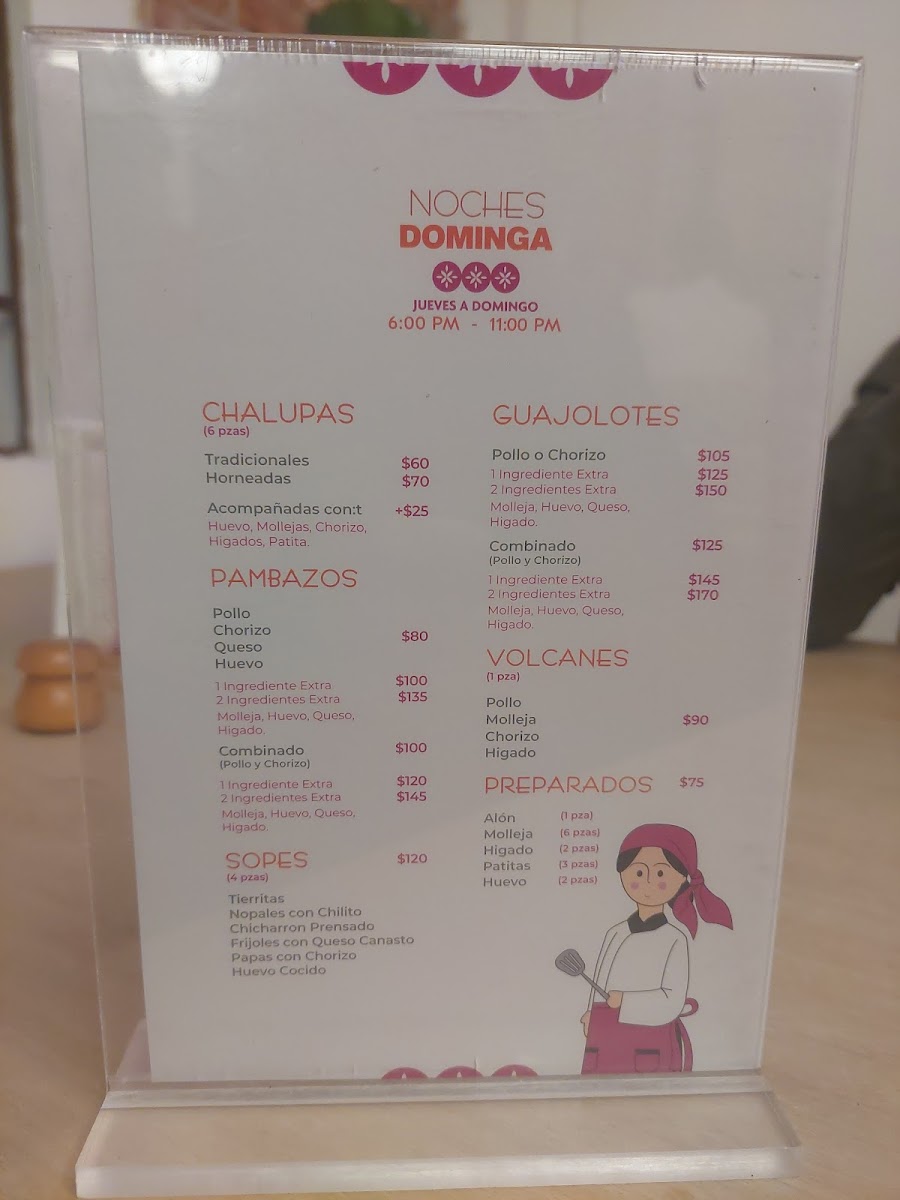 NOCHES
DOMINGA
JUEVES A DOMINGO
6:00 PM - 11:00 PM
CHALUPAS
(6 pzas)
Tradicionales $60
Horneadas $70
Acompañadas con:t +$25
Huevo, Mollejas, Chorizo,
Higados, Patita.
PAMBAZOS
Pollo
Chorizo
Queso $80
Huevo
1 Ingrediente Extra $100
2 Ingredientes Extra $135
Molleja, Huevo, Queso,
Higado.
Combinado $100
(Pollo y Chorizo)
1 Ingrediente Extra $120
2 Ingredientes Extra $145
Molleja, Huevo, Queso,
Higado.
SOPES $120
(4 pzas)
Tierritas
Nopales con Chilito
Chicharron Prensado
Frijoles con Queso Canasto
Papas con Chorizo
Huevo Cocido
GUAJOLOTES
Pollo o Chorizo $105
1 Ingrediente Extra $125
2 Ingredientes Extra $150
Molleja, Huevo, Queso,
Higado.
Combinado $125
(Pollo y Chorizo)
1 Ingrediente Extra $145
2 Ingredientes Extra $170
Molleja, Huevo, Queso,
Higado.
VOLCANES
(1 pza)
Pollo
Molleja $90
Chorizo
Higado
PREPARADOS $75
Alón (1 pza)
Molleja (6 pzas)
Higado (2 pzas)
Patitas (3 pzas)
Huevo (2 pzas)